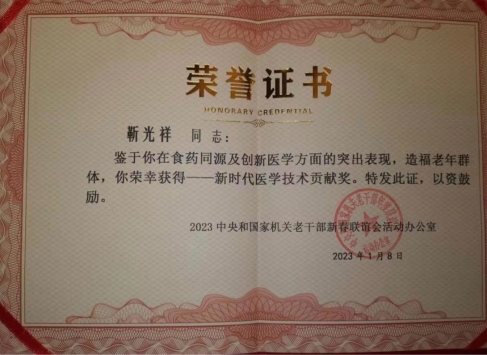 荣誉证书
HONORARY CREDENTIAL
靳光祥 同志：
鉴于你在食药同源及创新医学方面的突出表现，造福老年群
体，你荣幸获得——新时代医学技术贡献奖。特发此证，以资鼓
励。
2023 中央和国家机关老干部新春联谊会活动办公室
2023 年 1 月 8 日